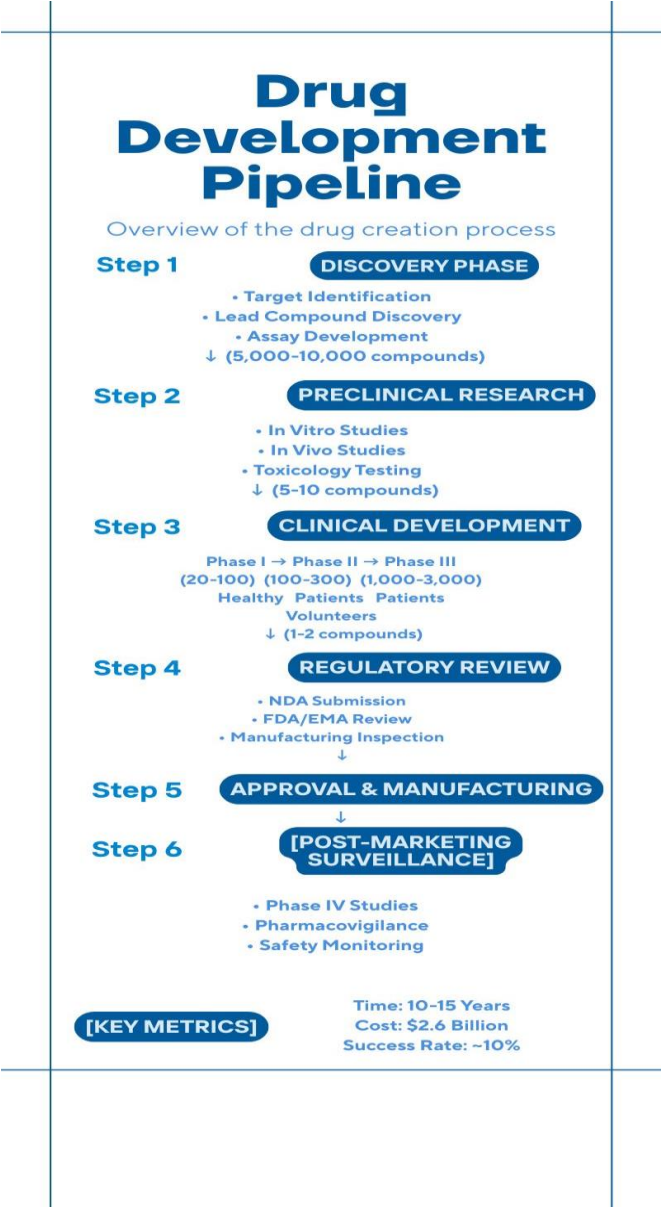 Drug
Development
Pipeline
Overview of the drug creation process
Step 1 DISCOVERY PHASE
• Target Identification
• Lead Compound Discovery
• Assay Development
↓ (5,000-10,000 compounds)
Step 2 PRECLINICAL RESEARCH
• In Vitro Studies
• In Vivo Studies
• Toxicology Testing
↓ (5-10 compounds)
Step 3 CLINICAL DEVELOPMENT
Phase I → Phase II → Phase III
(20-100) (100-300) (1,000-3,000)
Healthy Patients Patients
Volunteers
↓ (1-2 compounds)
Step 4 REGULATORY REVIEW
• NDA Submission
• FDA/EMA Review
• Manufacturing Inspection
↓
Step 5 APPROVAL & MANUFACTURING
↓
Step 6 [POST-MARKETING
SURVEILLANCE]
• Phase IV Studies
• Pharmacovigilance
• Safety Monitoring
[KEY METRICS]
Time: 10-15 Years
Cost: $2.6 Billion
Success Rate: ~10%